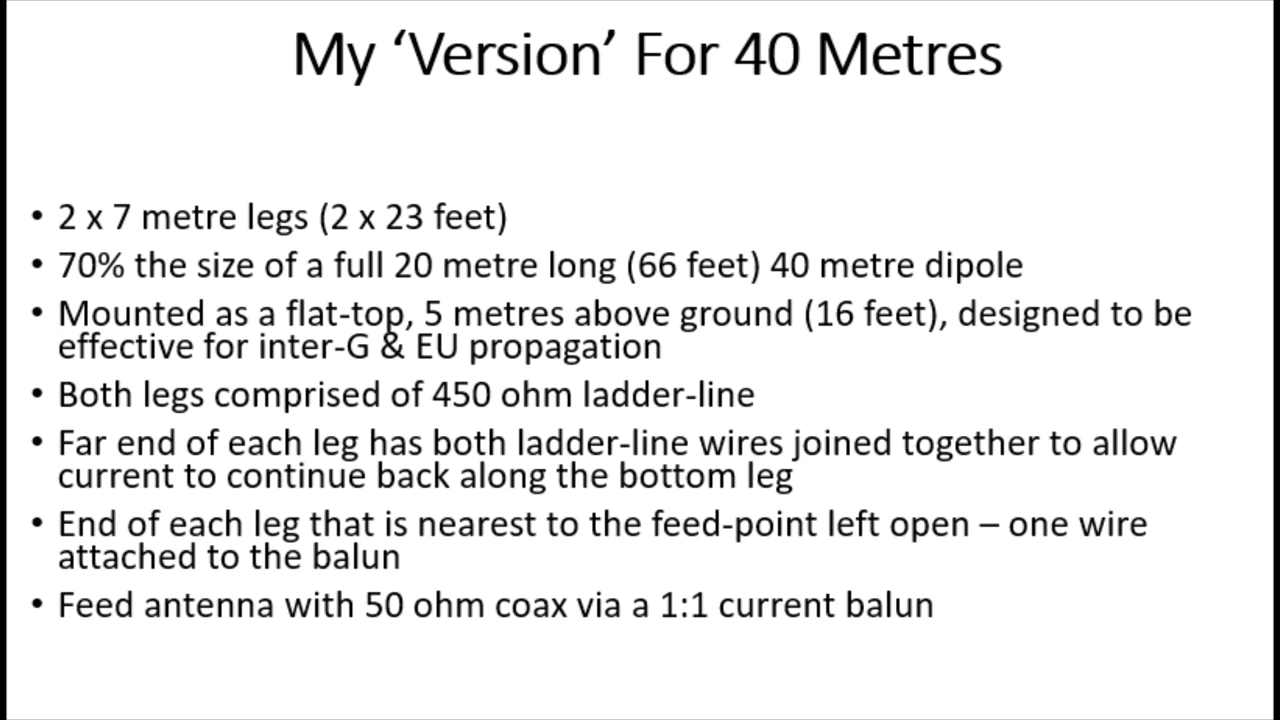 My ‘Version’ For 40 Metres
• 2 x 7 metre legs (2 x 23 feet)
• 70% the size of a full 20 metre long (66 feet) 40 metre dipole
• Mounted as a flat-top, 5 metres above ground (16 feet), designed to be
effective for inter-G & EU propagation
• Both legs comprised of 450 ohm ladder-line
• Far end of each leg has both ladder-line wires joined together to allow
current to continue back along the bottom leg
• End of each leg that is nearest to the feed-point left open – one wire
attached to the balun
• Feed antenna with 50 ohm coax via a 1:1 current balun